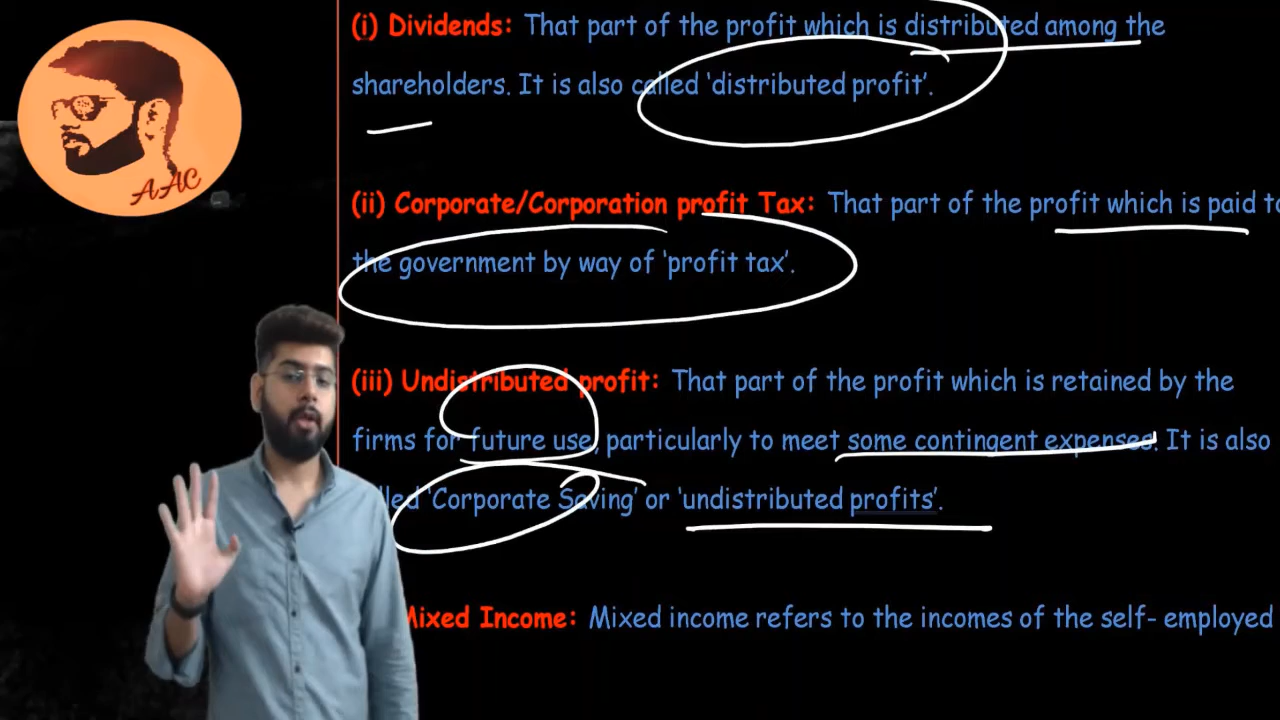 AAC
(i) Dividends: That part of the profit which is distributed among the
shareholders. It is also called ‘distributed profit’.
(ii) Corporate/Corporation profit Tax: That part of the profit which is paid
the government by way of ‘profit tax’.
(iii) Undistributed profit: That part of the profit which is retained by the
firms for future use, particularly to meet some contingent expenses. It is also
‘Corporate Saving’ or ‘undistributed profits’.
Mixed Income: Mixed income refers to the incomes of the self- employed